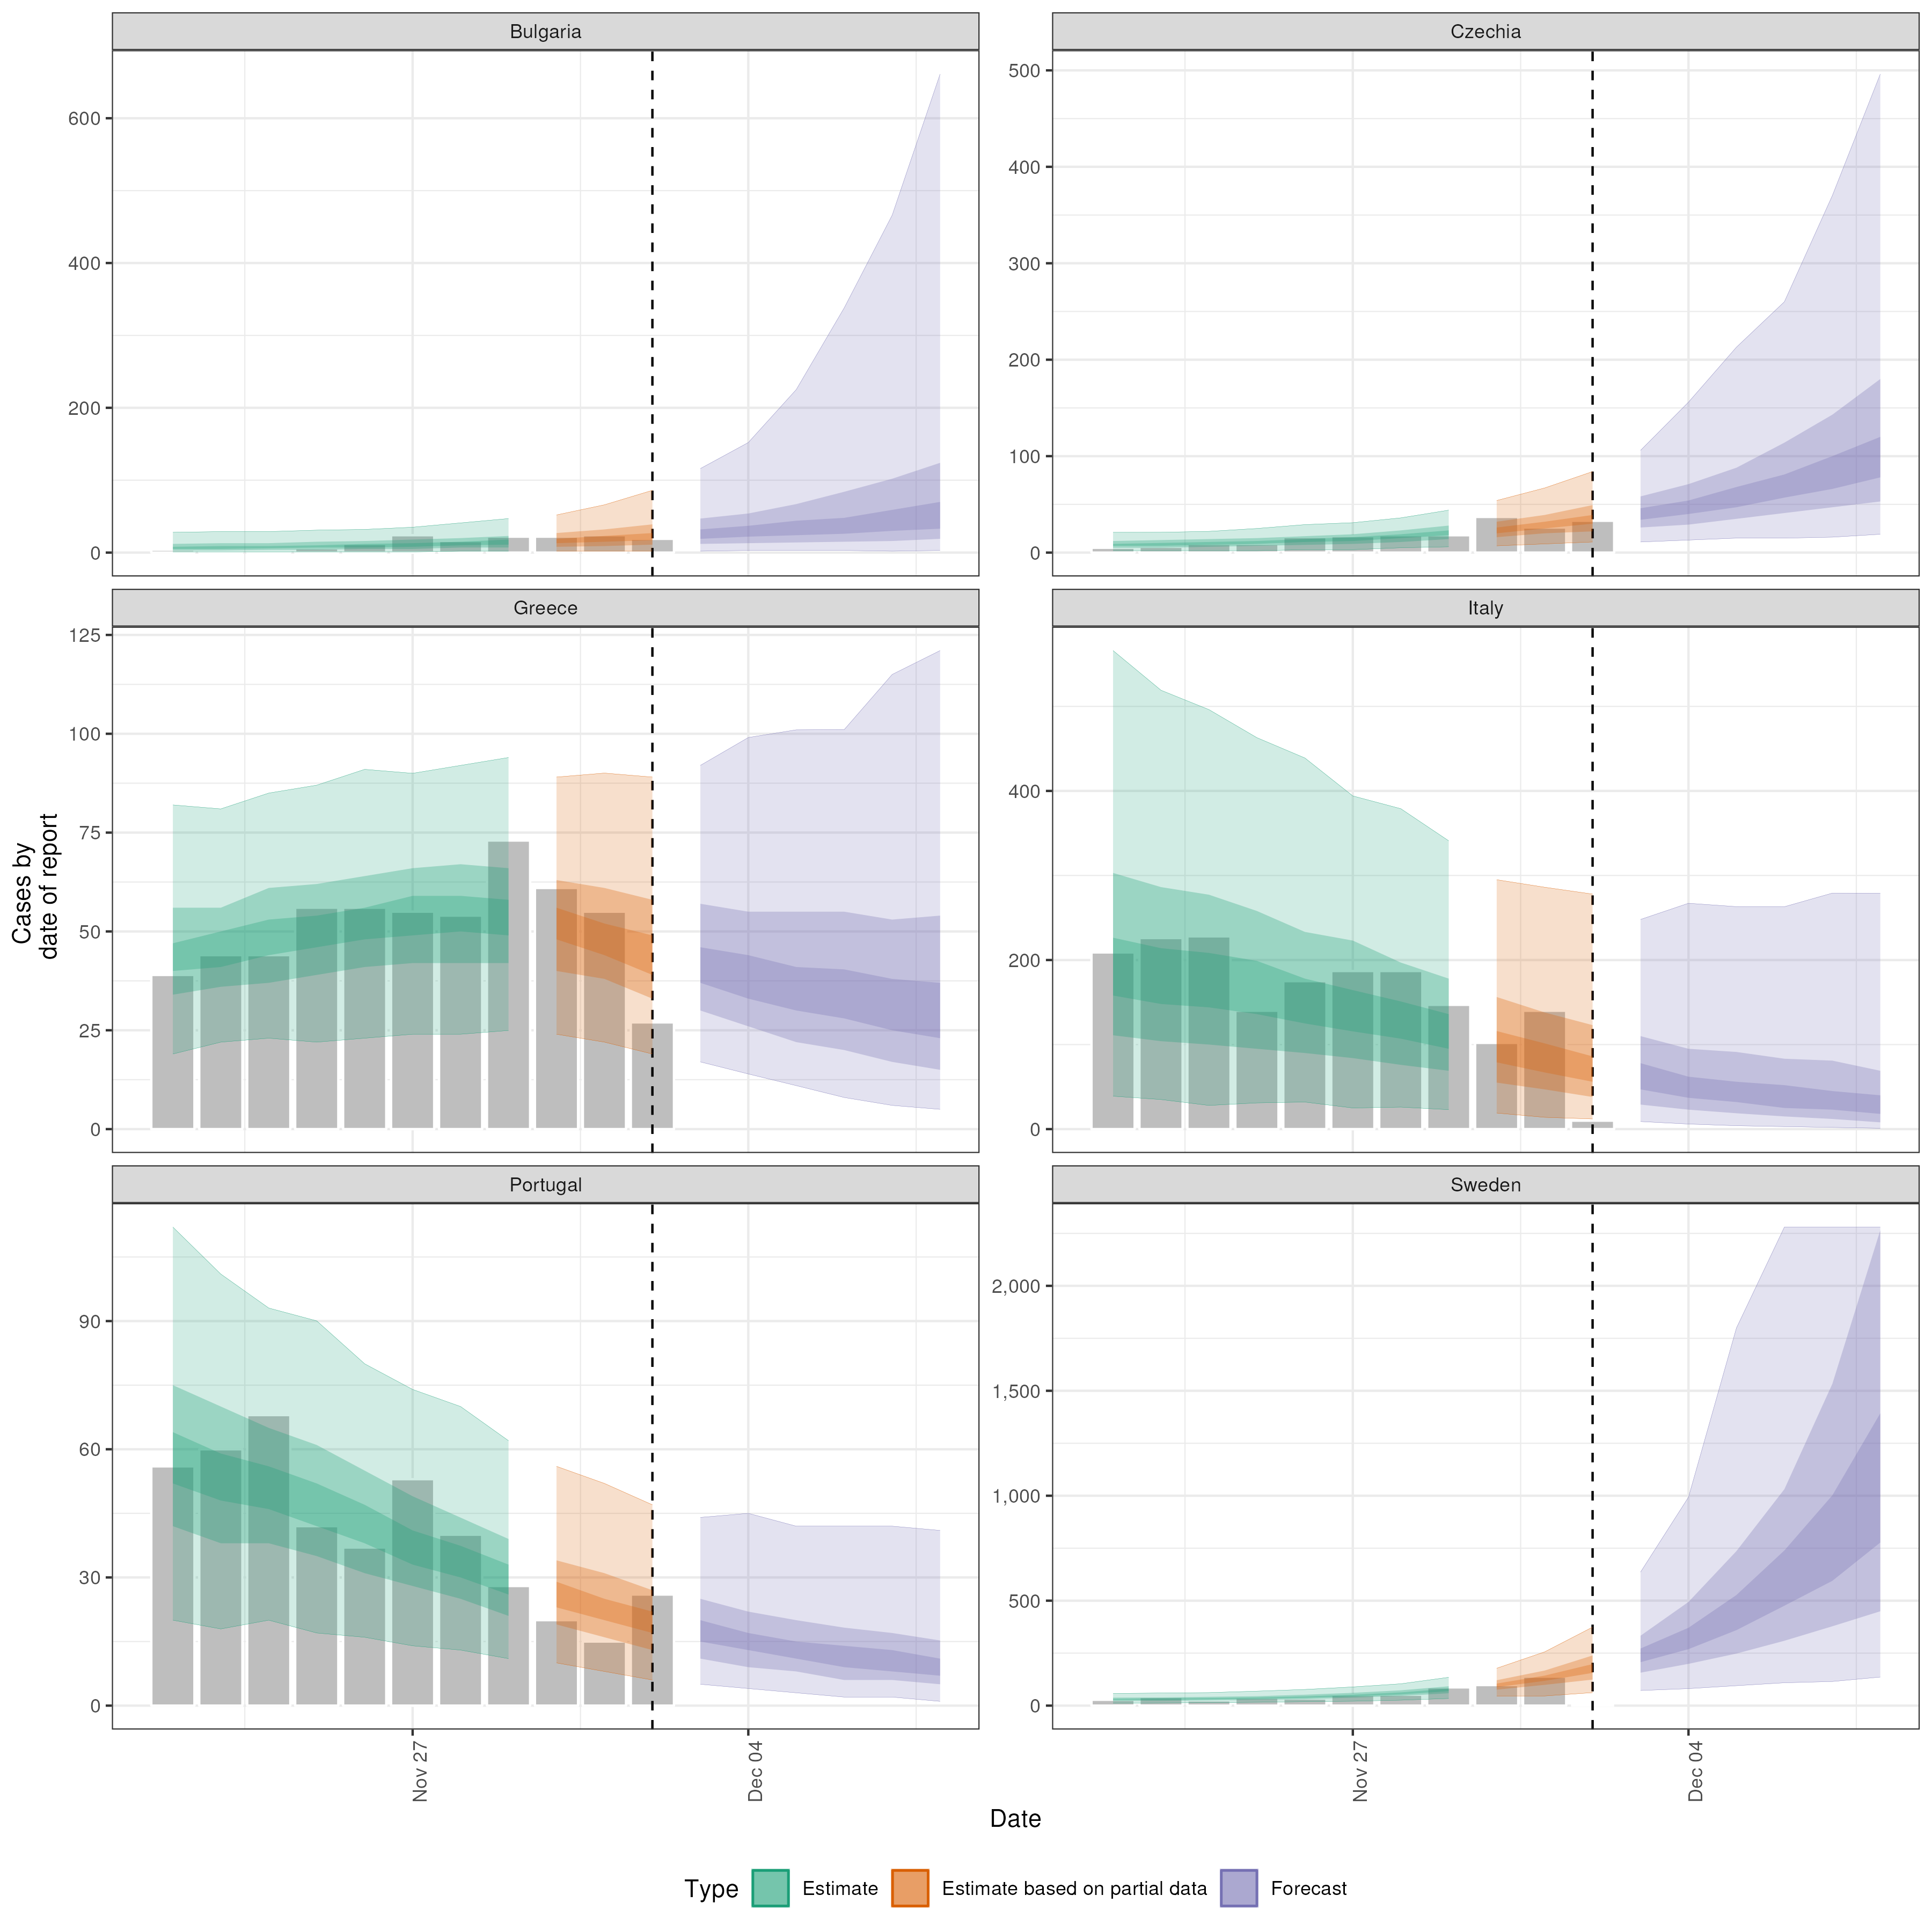 Bulgaria
Czechia
600
400
200
0
500
400
300
200
100
0
Greece
Italy
125
100
75
50
25
0
400
200
0
Portugal
Sweden
90
60
30
0
2,000
1,500
1,000
500
0
Cases by
date of report
Nov 27
Dec 04
Nov 27
Dec 04
Date
Type
Estimate
Estimate based on partial data
Forecast